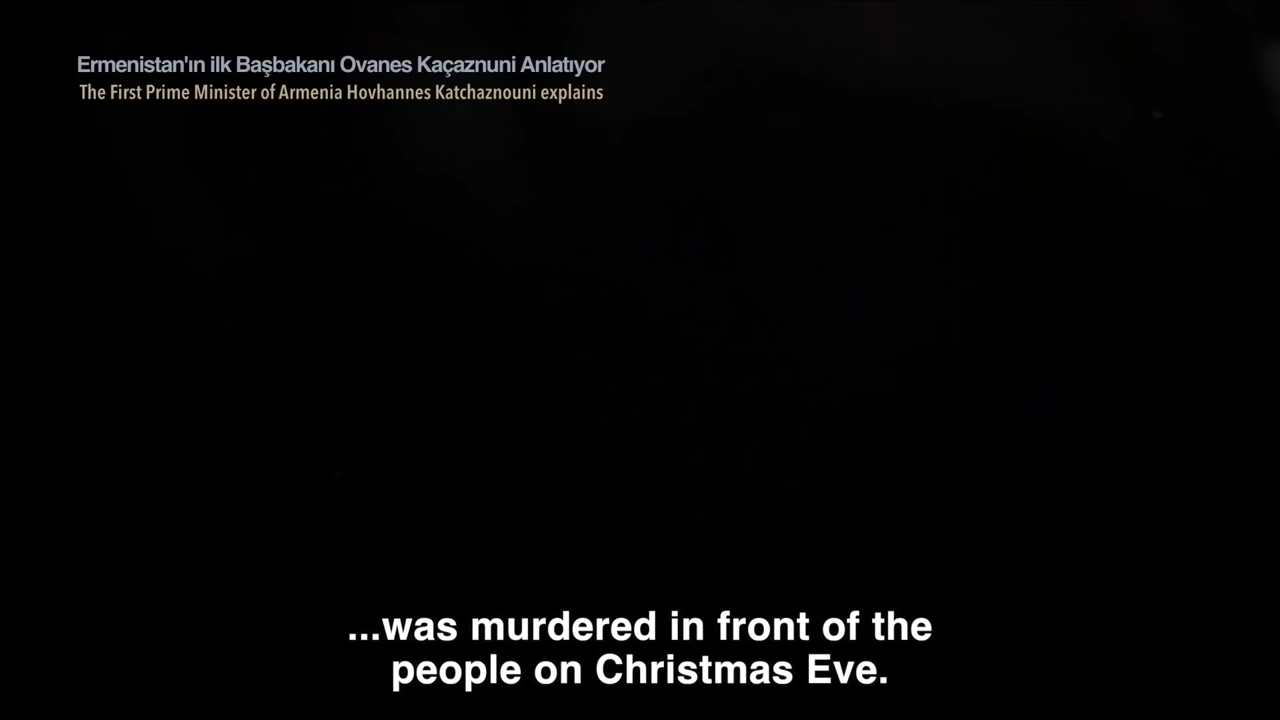 Ermenistan'ın ilk Başbakanı Ovanes Kaçaznuni Anlatıyor
The First Prime Minister of Armenia Hovhannes Katchaznouni explains
...was murdered in front of the
people on Christmas Eve.